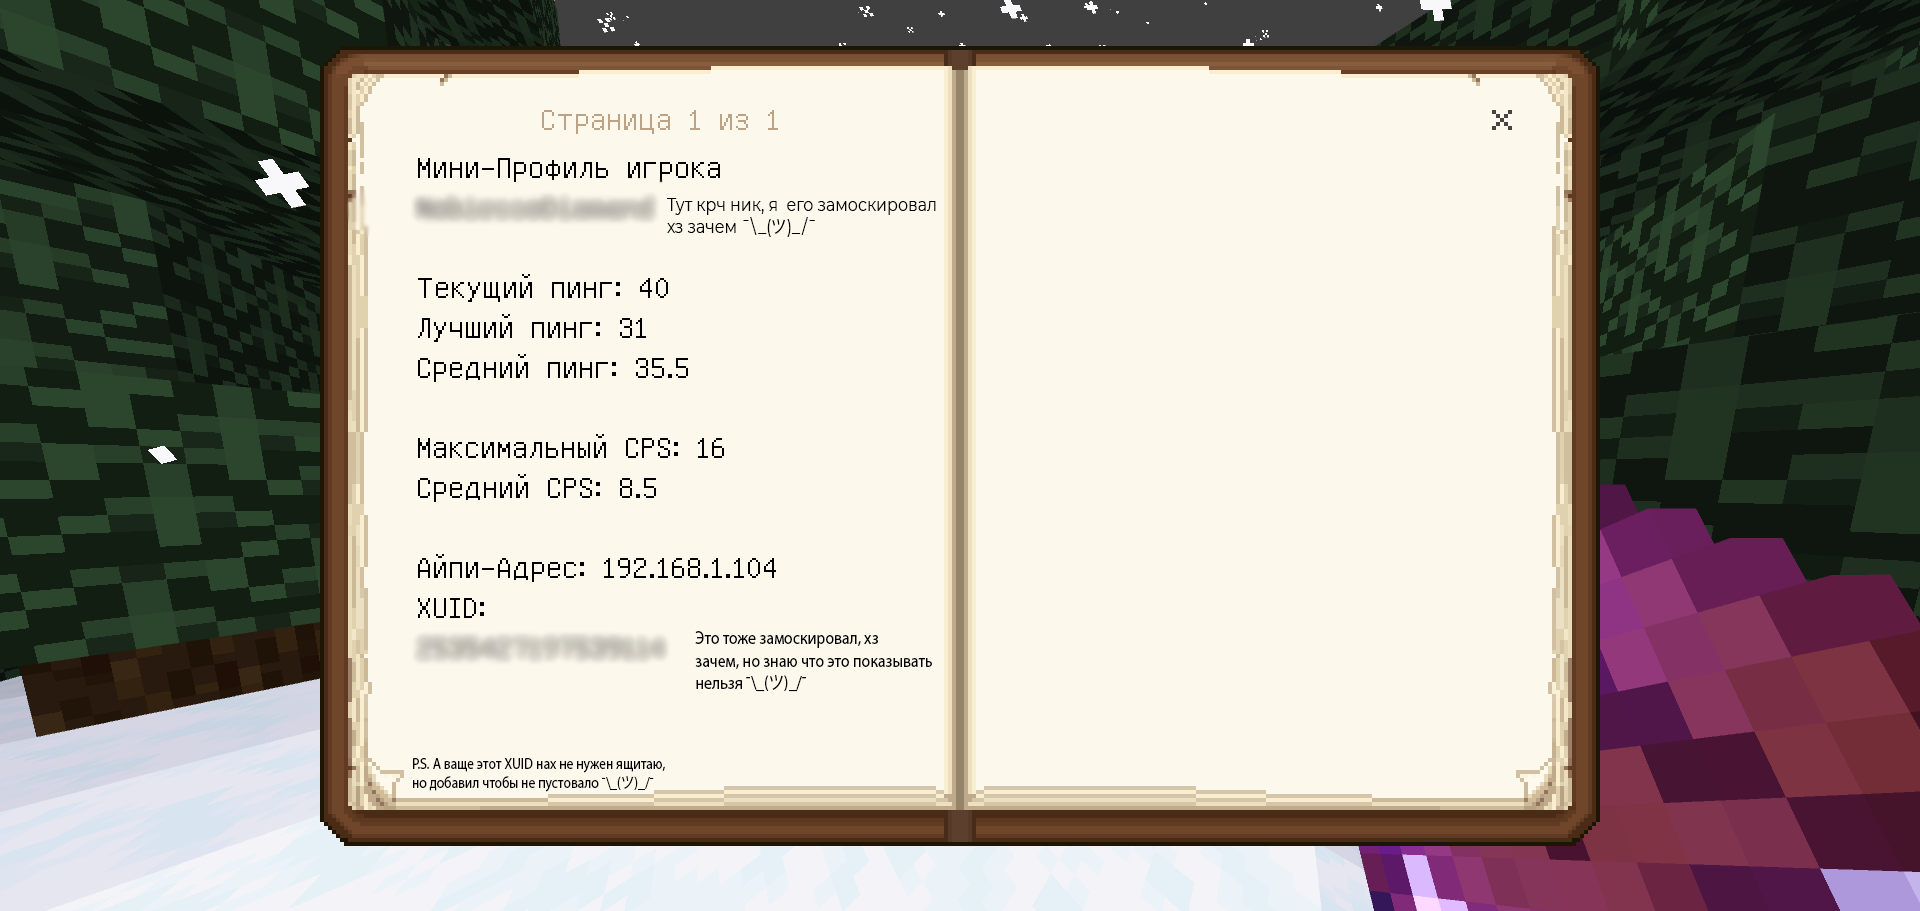 Страница 1 из 1
Мини-Профиль игрока
Тут крч ник, я его замоскировал
хз зачем ¯\_(ツ)_/¯
Текущий пинг: 40
Лучший пинг: 31
Средний пинг: 35.5
Максимальный CPS: 16
Средний CPS: 8.5
Айпи-Адрес: 192.168.1.104
XUID:
Это тоже замоскировал, хз
зачем, но знаю что это показывать
нельзя ¯\_(ツ)_/¯
P.S. А ваще этот XUID нах не нужен ящитаю,
но добавил чтобы не пустовало ¯\_(ツ)_/¯